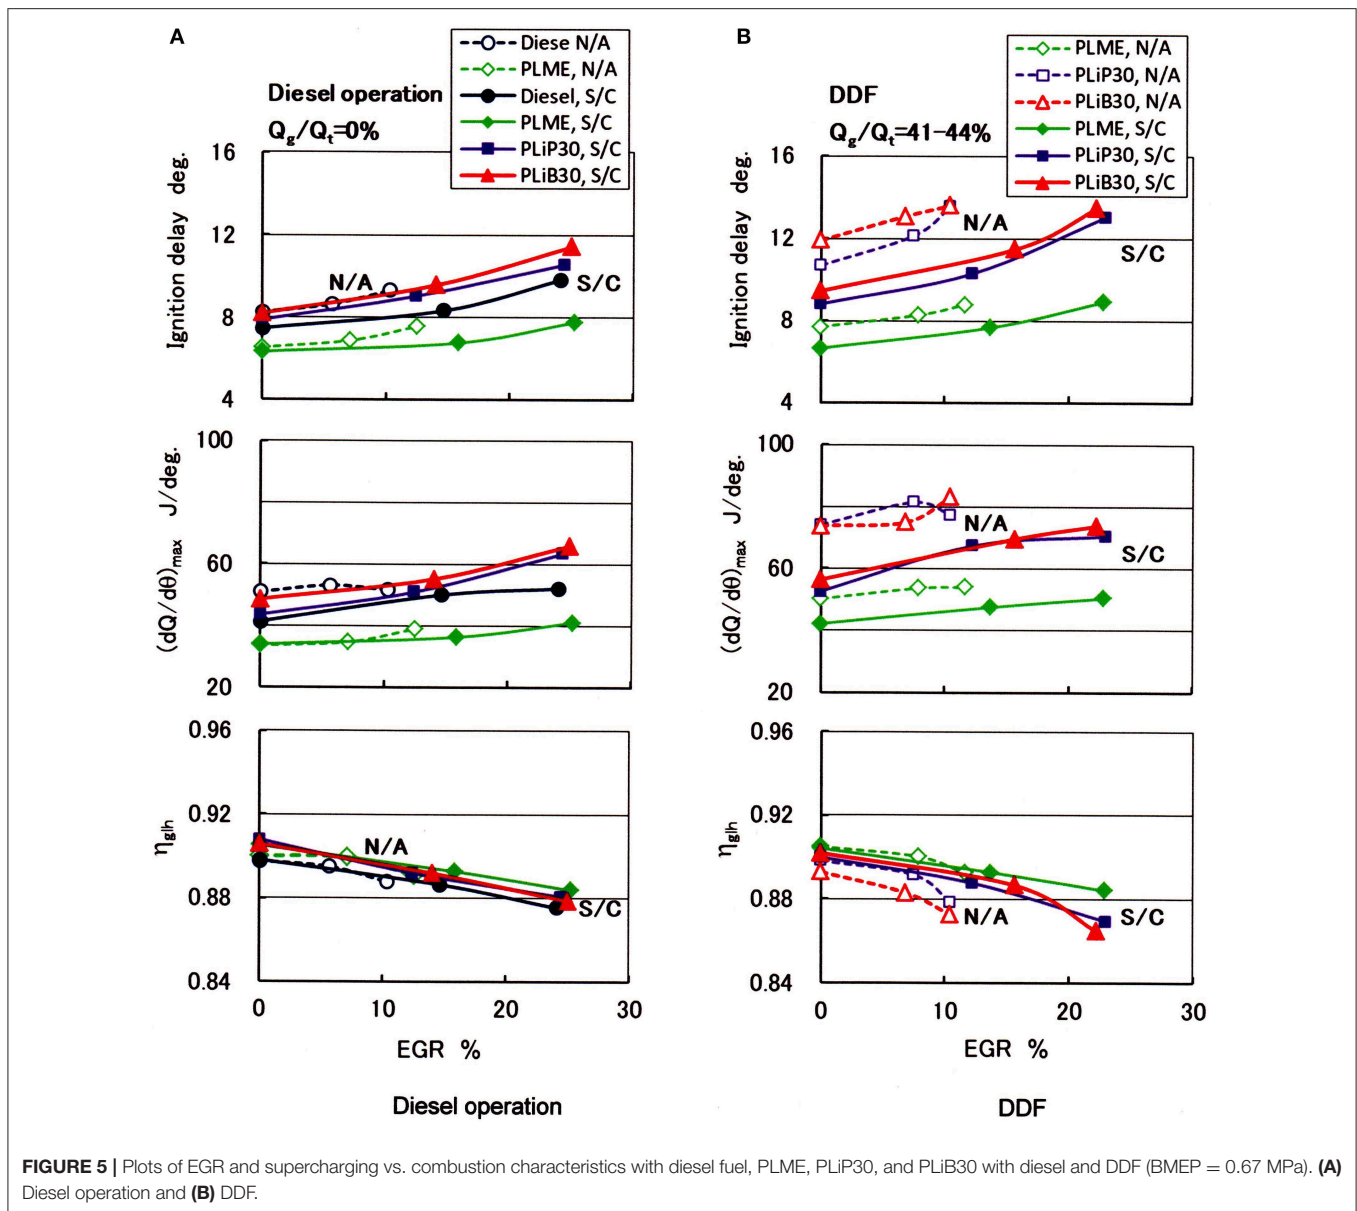 A
Diese N/A
PLME, N/A
Diesel, S/C
PLME, S/C
PLiP30, S/C
PLiB30, S/C
Diesel operation
Qg/Qt=0%
Ignition delay deg.
16
12
8
4
N/A
S/C
(dQ/dθ)max J/deg.
100
60
20
ηglh
0.96
0.92
0.88
0.84
N/A
S/C
0 10 20 30
EGR %
Diesel operation
B
PLME, N/A
PLiP30, N/A
PLiB30, N/A
PLME, S/C
PLiP30, S/C
PLiB30, S/C
DDF
Qg/Qt=41-44%
Ignition delay deg.
16
12
8
4
N/A
S/C
(dQ/dθ)max J/deg.
100
60
20
N/A
S/C
ηglh
0.96
0.92
0.88
0.84
N/A
S/C
0 10 20 30
EGR %
DDF
FIGURE 5 | Plots of EGR and supercharging vs. combustion characteristics with diesel fuel, PLME, PLiP30, and PLiB30 with diesel and DDF (BMEP = 0.67 MPa). (A)
Diesel operation and (B) DDF.